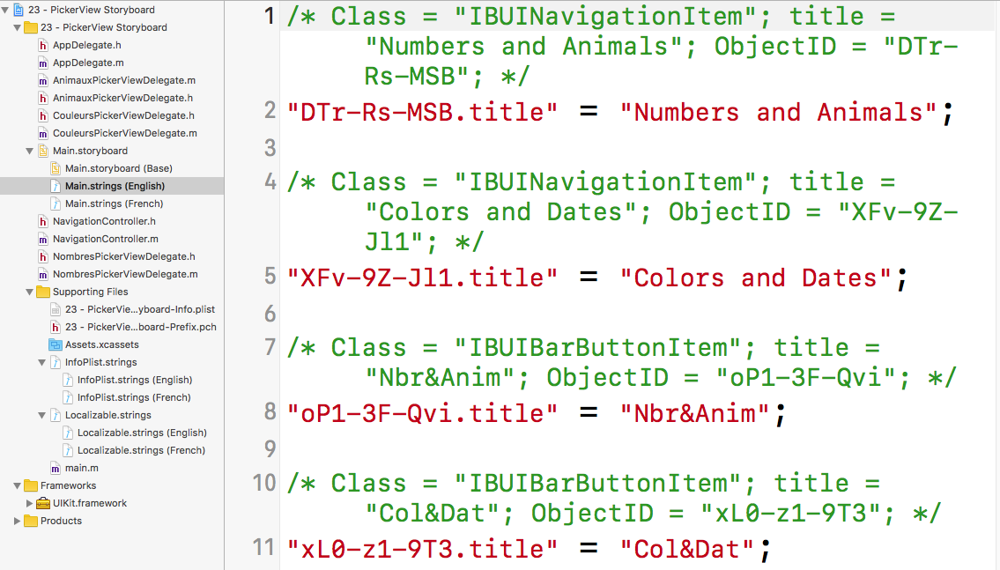 23 - PickerView Storyboard
23 - PickerView Storyboard
AppDelegate.h
AppDelegate.m
AnimauxPickerViewDelegate.m
AnimauxPickerViewDelegate.h
CouleursPickerViewDelegate.h
CouleursPickerViewDelegate.m
Main.storyboard
Main.storyboard (Base)
Main.strings (English)
Main.strings (French)
NavigationController.h
NavigationController.m
NombresPickerViewDelegate.h
NombresPickerViewDelegate.m
Supporting Files
23 - PickerVie...yboard-Info.plist
23 - PickerVie...board-Prefix.pch
Assets.xcassets
InfoPlist.strings
InfoPlist.strings (English)
InfoPlist.strings (French)
Localizable.strings
Localizable.strings (English)
Localizable.strings (French)
main.m
Frameworks
UIKit.framework
Products
1 /* Class = "IBUINavigationItem"; title =
"Numbers and Animals"; ObjectID = "DTr-
Rs-MSB"; */
2 "DTr-Rs-MSB.title" = "Numbers and Animals";
3
4 /* Class = "IBUINavigationItem"; title =
"Colors and Dates"; ObjectID = "XFv-9Z-
Jl1"; */
5 "XFv-9Z-Jl1.title" = "Colors and Dates";
6
7 /* Class = "IBUIBarButtonItem"; title =
"Nbr&Anim"; ObjectID = "oP1-3F-Qvi"; */
8 "oP1-3F-Qvi.title" = "Nbr&Anim";
9
10 /* Class = "IBUIBarButtonItem"; title =
"Col&Dat"; ObjectID = "xL0-z1-9T3"; */
11 "xL0-z1-9T3.title" = "Col&Dat";